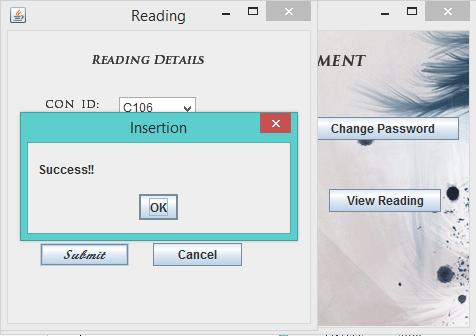 Reading
READING DETAILS
MENT
CON ID:
C106
Change Password
Insertion
Success!!
View Reading
OK
Submit
Cancel